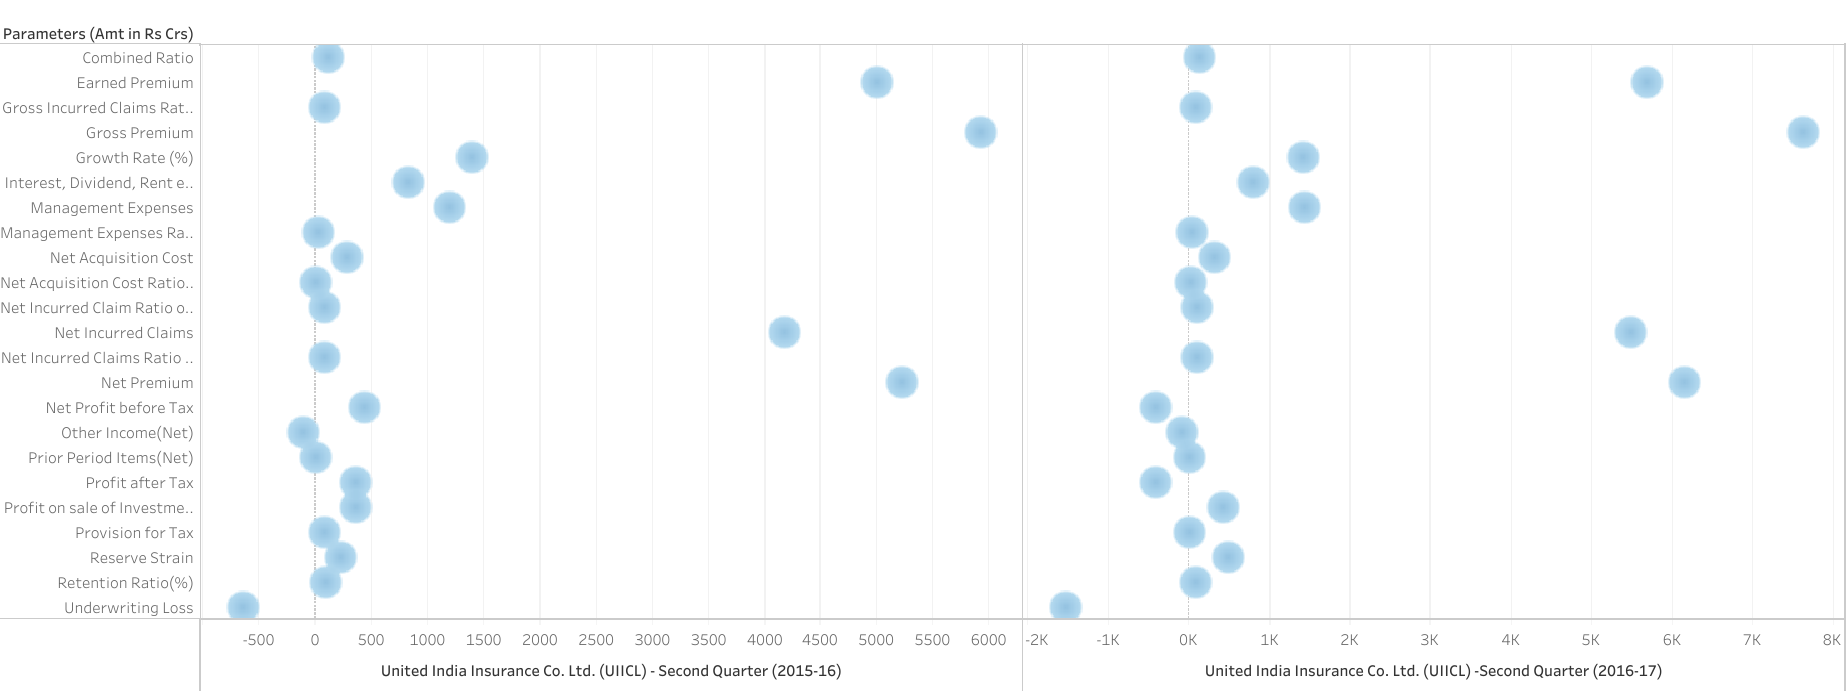 Parameters (Amt in Rs Crs)
Combined Ratio
Earned Premium
Gross Incurred Claims Rat..
Gross Premium
Growth Rate (%)
Interest, Dividend, Rent e..
Management Expenses
Management Expenses Ra..
Net Acquisition Cost
Net Acquisition Cost Ratio..
Net Incurred Claim Ratio o..
Net Incurred Claims
Net Incurred Claims Ratio ..
Net Premium
Net Profit before Tax
Other Income(Net)
Prior Period Items(Net)
Profit after Tax
Profit on sale of Investme..
Provision for Tax
Reserve Strain
Retention Ratio(%)
Underwriting Loss
-500 0 500 1000 1500 2000 2500 3000 3500 4000 4500 5000 5500 6000
-2K -1K 0K 1K 2K 3K 4K 5K 6K 7K 8K
United India Insurance Co. Ltd. (UIICL) - Second Quarter (2015-16)
United India Insurance Co. Ltd. (UIICL) -Second Quarter (2016-17)